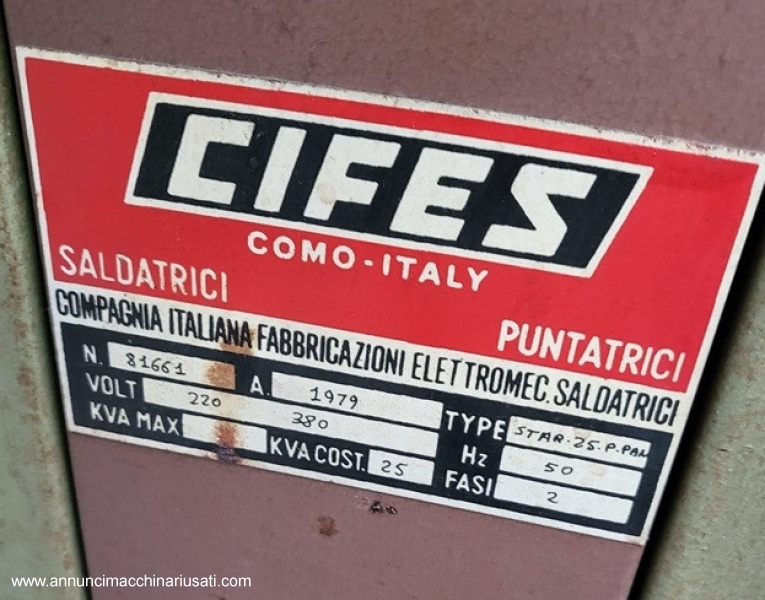 CIFES
COMO-ITALY
SALDATRICI
PUNTATRICI
COMPAGNIA ITALIANA FABBRICAZIONI ELETTROMEC. SALDATRICI
N. 81661 A. 1979 TYPE STAR.25.P-PAN
VOLT 220 380 Hz 50
KVA MAX KVA COST. 25 FASI 2
www.annuncimacchinariusati.com